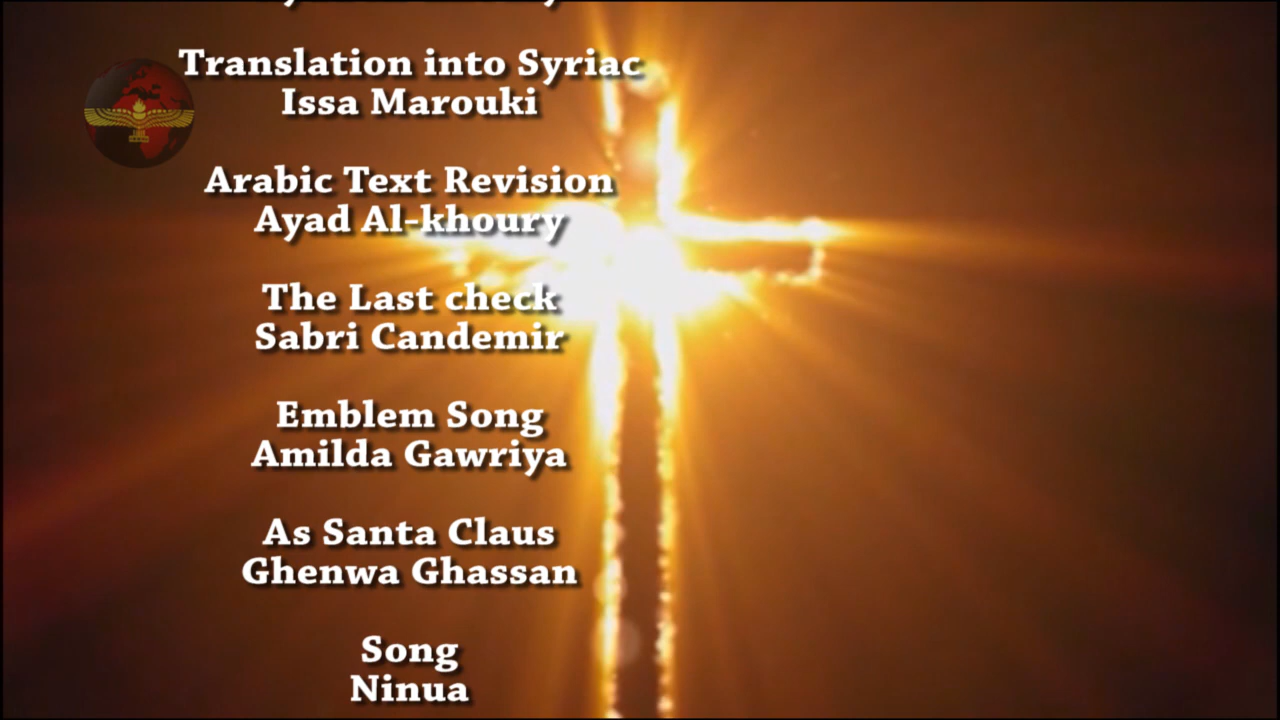 Translation into Syriac
Issa Marouki
Arabic Text Revision
Ayad Al-khoury
The Last check
Sabri Candemir
Emblem Song
Amilda Gawriya
As Santa Claus
Ghenwa Ghassan
Song
Ninua